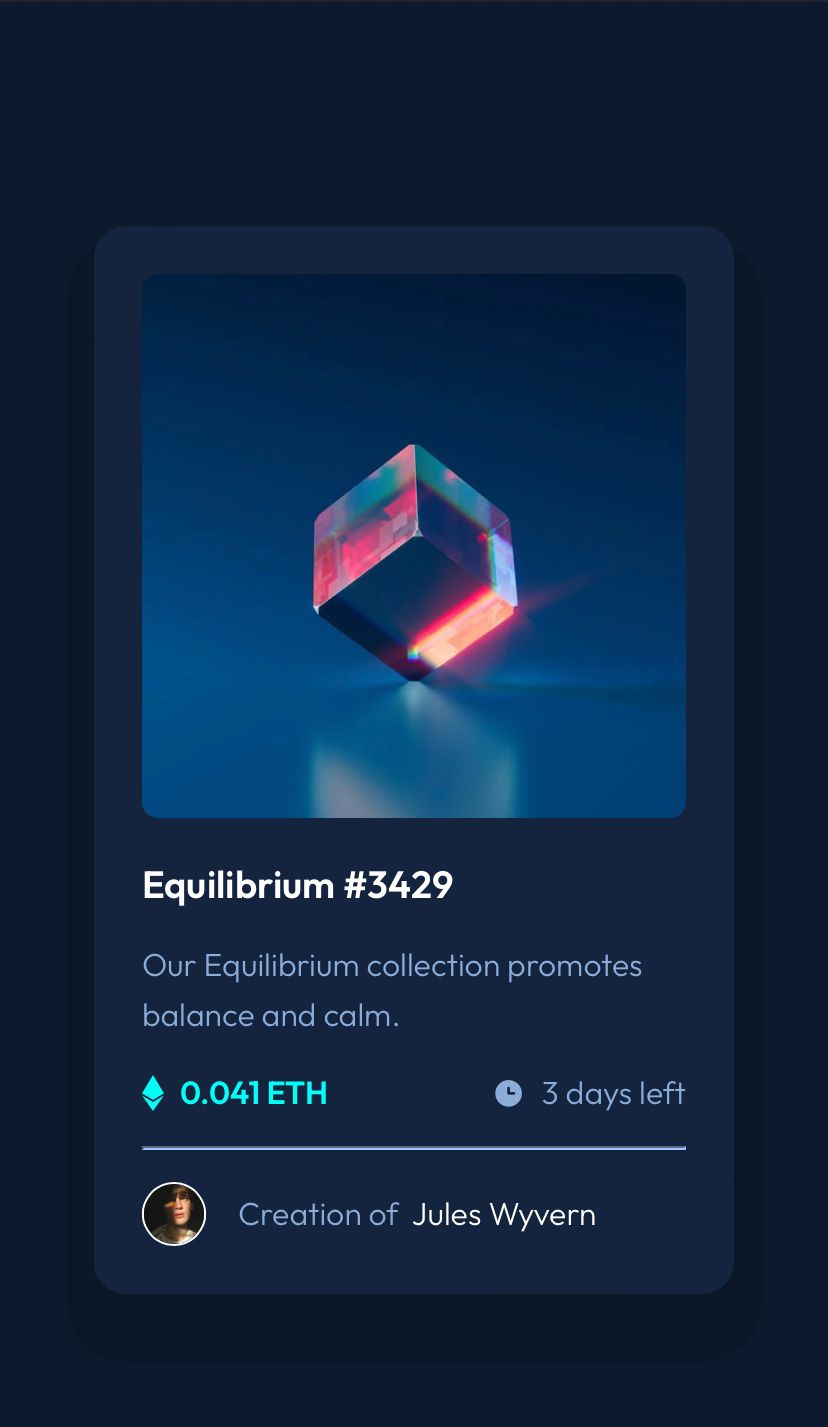 Equilibrium #3429
Our Equilibrium collection promotes
balance and calm.
0.041 ETH
3 days left
Creation of Jules Wyvern